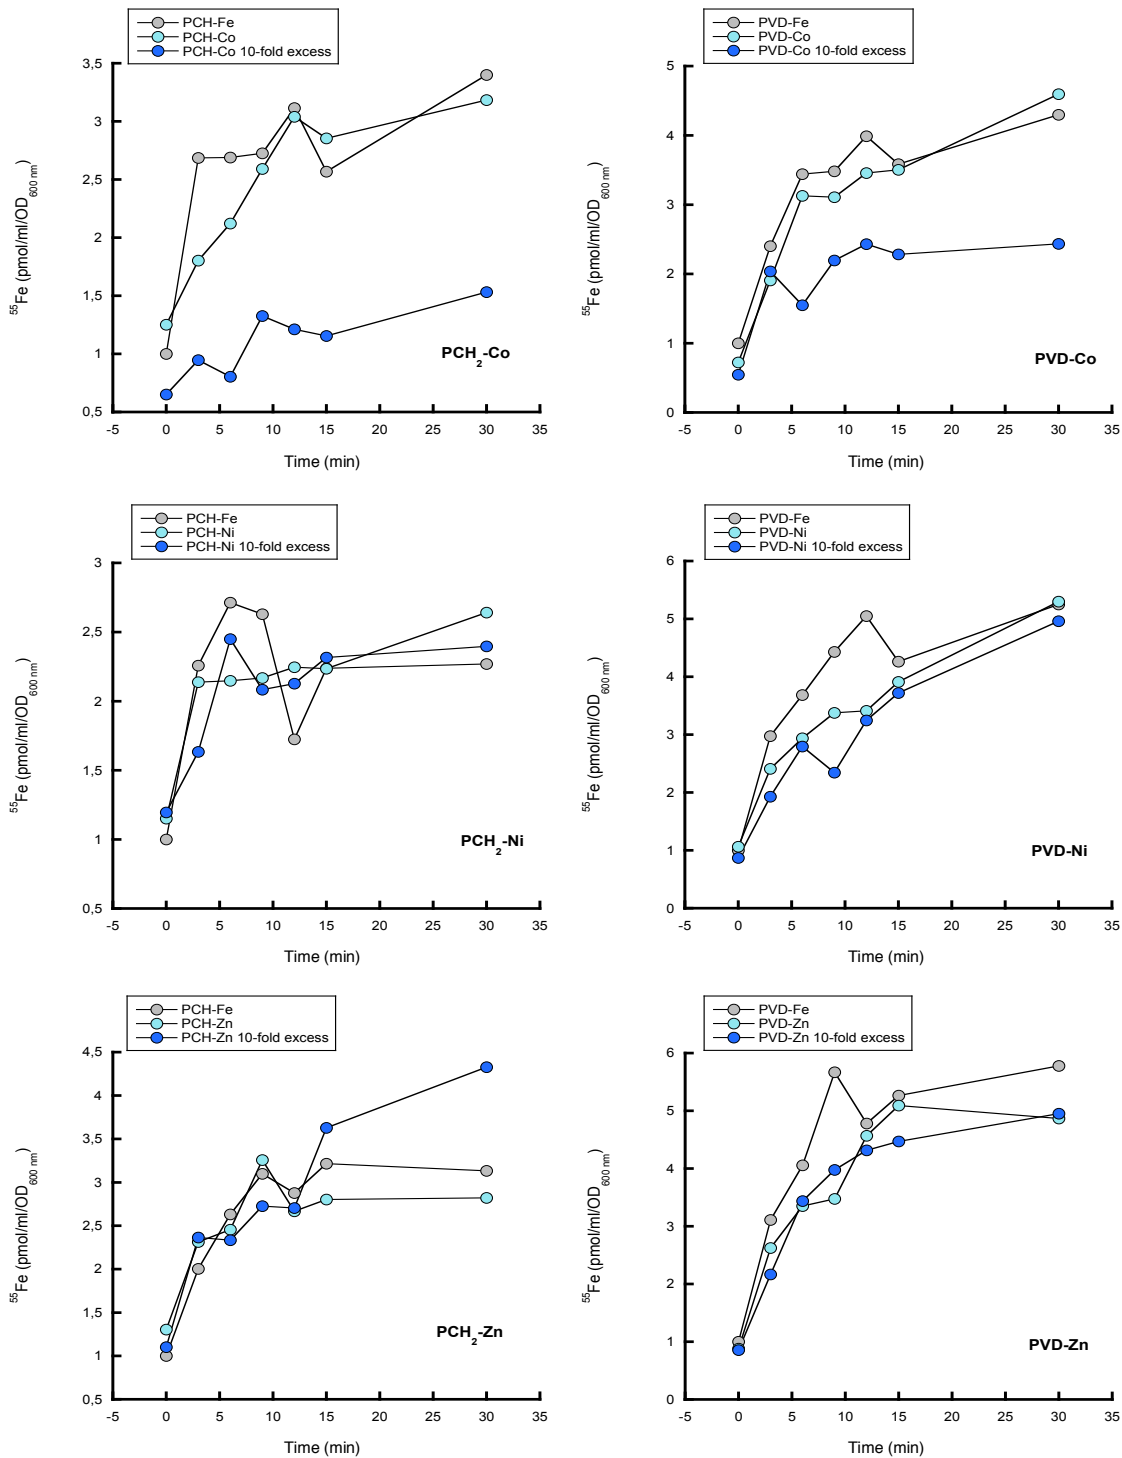 PCH-Fe
PCH-Co
PCH-Co 10-fold excess
3,5
3
2,5
2
1,5
1
0,5
55Fe (pmol/ml/OD600 nm)
PCH2-Co
-5 0 5 10 15 20 25 30 35
Time (min)
PVD-Fe
PVD-Co
PVD-Co 10-fold excess
5
4
3
2
1
0
55Fe (pmol/ml/OD600 nm)
PVD-Co
-5 0 5 10 15 20 25 30 35
Time (min)
PCH-Fe
PCH-Ni
PCH-Ni 10-fold excess
3
2,5
2
1,5
1
0,5
55Fe (pmol/ml/OD600 nm)
PCH2-Ni
-5 0 5 10 15 20 25 30 35
Time (min)
PVD-Fe
PVD-Ni
PVD-Ni 10-fold excess
6
5
4
3
2
1
0
55Fe (pmol/ml/OD600 nm)
PVD-Ni
-5 0 5 10 15 20 25 30 35
Time (min)
PCH-Fe
PCH-Zn
PCH-Zn 10-fold excess
4,5
4
3,5
3
2,5
2
1,5
1
0,5
55Fe (pmol/ml/OD600 nm)
PCH2-Zn
-5 0 5 10 15 20 25 30 35
Time (min)
PVD-Fe
PVD-Zn
PVD-Zn 10-fold excess
6
5
4
3
2
1
0
55Fe (pmol/ml/OD600 nm)
PVD-Zn
-5 0 5 10 15 20 25 30 35
Time (min)